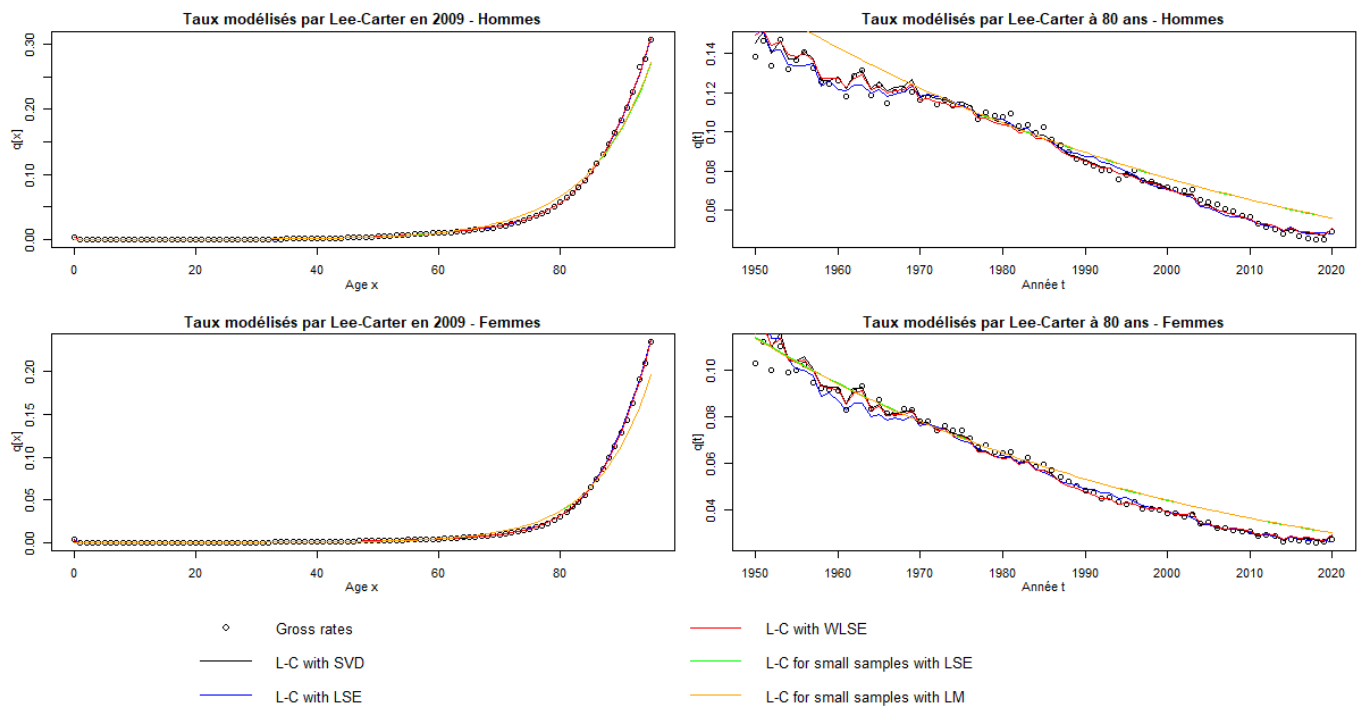 Taux modélisés par Lee-Carter en 2009 - Hommes
q[x]
0.30
0.20
0.10
0.00
0 20 40 60 80
Age x
Taux modélisés par Lee-Carter à 80 ans - Hommes
q[t]
0.14
0.12
0.10
0.08
0.06
1950 1960 1970 1980 1990 2000 2010 2020
Année t
Taux modélisés par Lee-Carter en 2009 - Femmes
q[x]
0.20
0.15
0.10
0.05
0.00
0 20 40 60 80
Age x
Taux modélisés par Lee-Carter à 80 ans - Femmes
q[t]
0.10
0.08
0.06
0.04
1950 1960 1970 1980 1990 2000 2010 2020
Année t
Gross rates
L-C with SVD
L-C with LSE
L-C with WLSE
L-C for small samples with LSE
L-C for small samples with LM